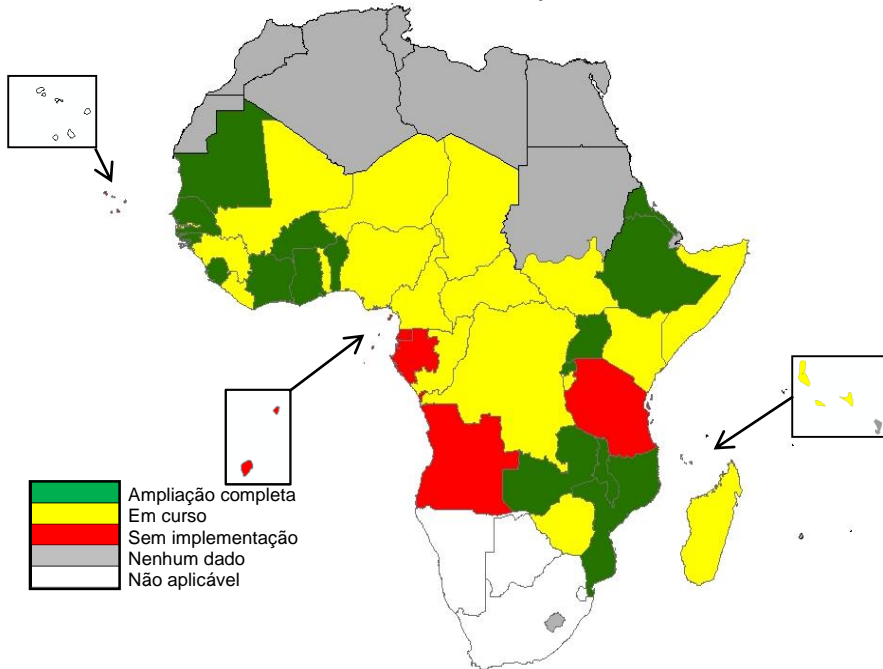 Ampliação completa
Em curso
Sem implementação
Nenhum dado
Não aplicável